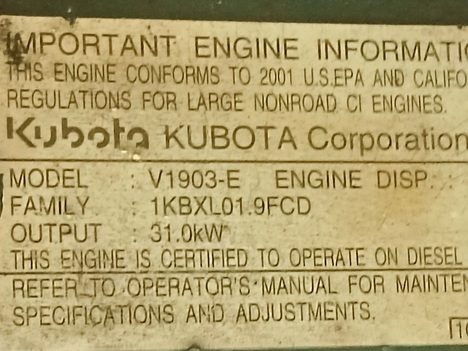 IMPORTANT ENGINE INFORMATI
THIS ENGINE CONFORMS TO 2001 U.S.EPA AND CALIFO
REGULATIONS FOR LARGE NONROAD CI ENGINES.
Kubota KUBOTA Corporation
MODEL : V1903-E ENGINE DISP. :
FAMILY : 1KBXL01.9FCD
OUTPUT : 31.0kW
THIS ENGINE IS CERTIFIED TO OPERATE ON DIESEL
REFER TO OPERATOR'S MANUAL FOR MAINTEN
SPECIFICATIONS AND ADJUSTMENTS.